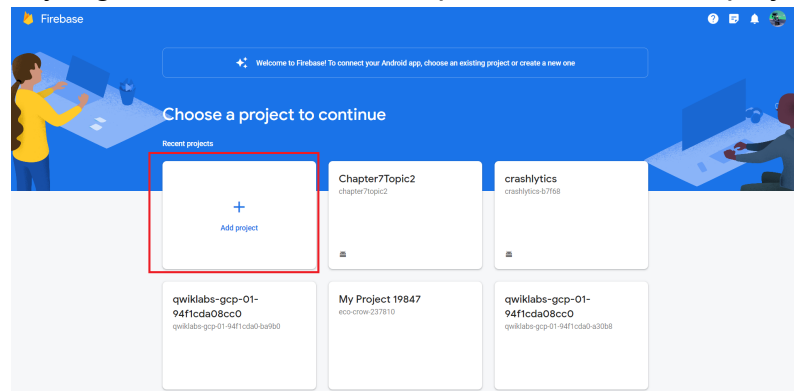 Firebase
Welcome to Firebase! To connect your Android app, choose an existing project or create a new one
Choose a project to continue
Recent projects
Add project
Chapter7Topic2
chapter7topic2
crashlytics
crashlytics-b7f68
qwiklabs-gcp-01-
94f1cda08cc0
qwiklabs-gcp-01-94f1cda0-ba9b0
My Project 19847
eco-crow-237810
qwiklabs-gcp-01-
94f1cda08cc0
qwiklabs-gcp-01-94f1cda0-a30b8